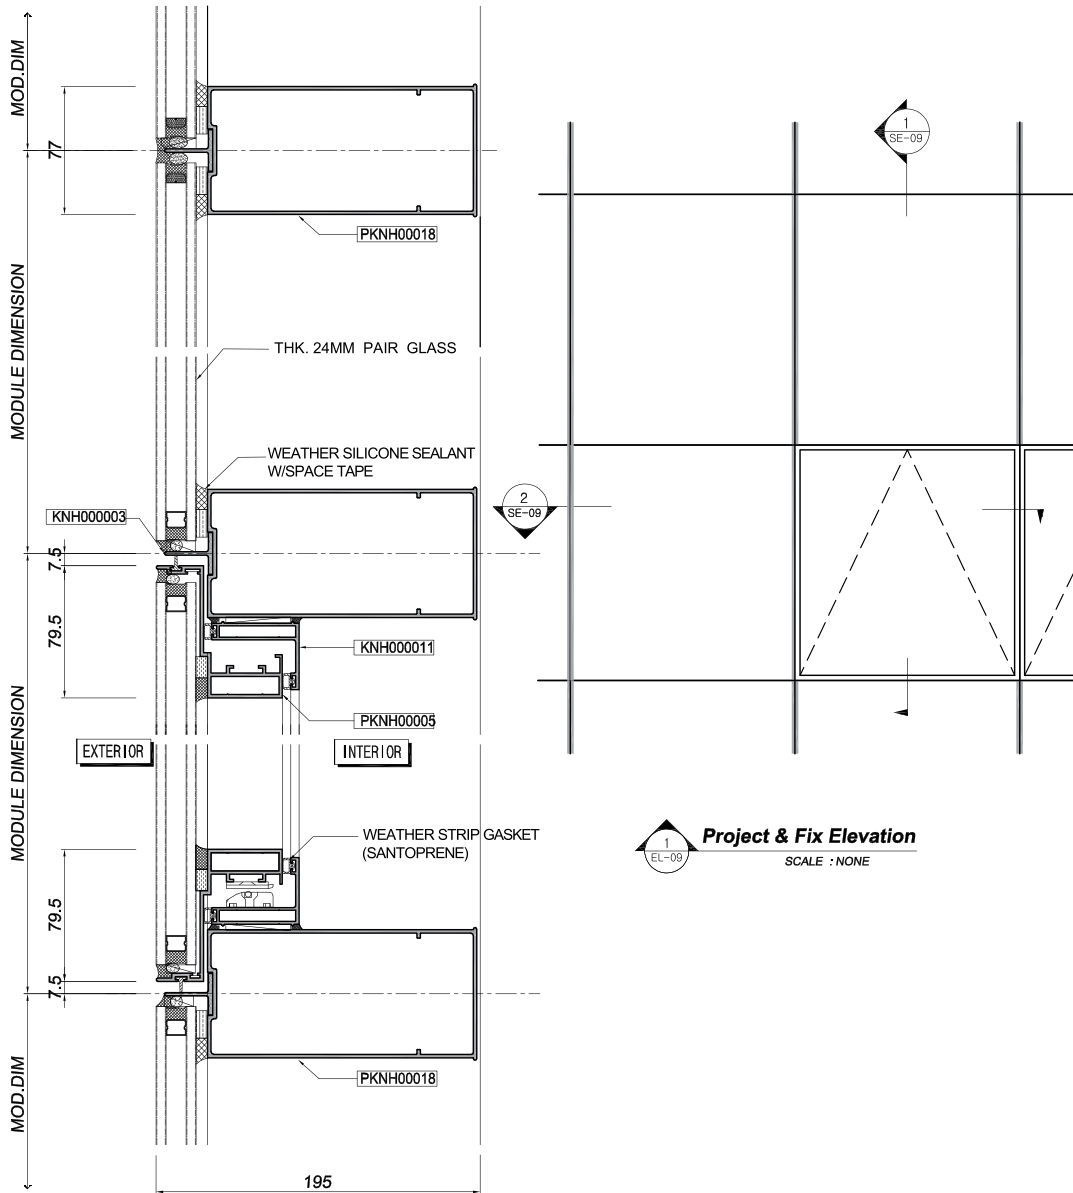 MOD.DIM
77
PKNH00018
MODULE DIMENSION
THK. 24MM PAIR GLASS
WEATHER SILICONE SEALANT
W/SPACE TAPE
KNH000003
7.5
79.5
KNH000011
PKNH00005
EXTERIOR
INTERIOR
MODULE DIMENSION
WEATHER STRIP GASKET
(SANTOPRENE)
79.5
7.5
PKNH00018
MOD.DIM
195
1
SE-09
2
SE-09
1
EL-09
Project & Fix Elevation
SCALE : NONE